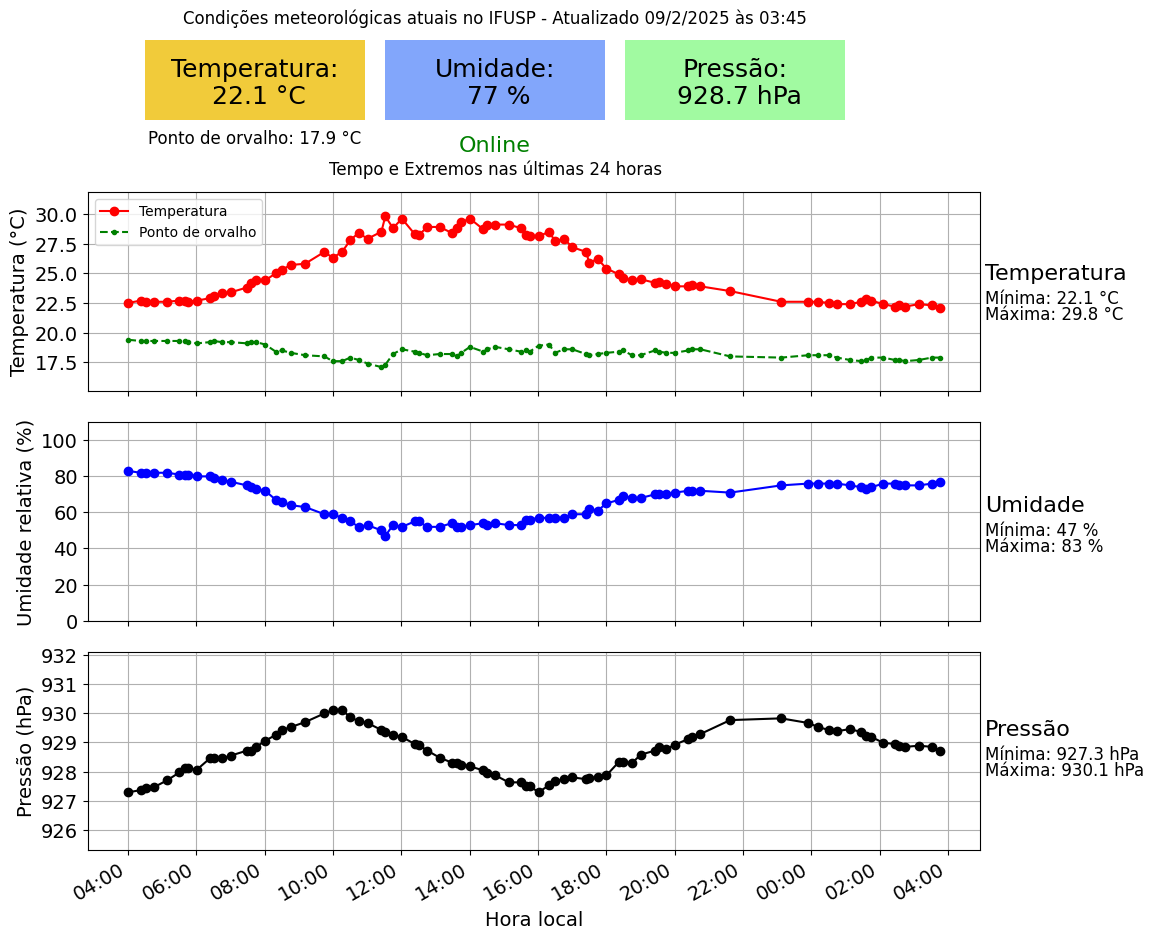 Condições meteorológicas atuais no IFUSP - Atualizado 09/2/2025 às 03:45
Temperatura:
22.1 °C
Umidade:
77 %
Pressão:
928.7 hPa
Ponto de orvalho: 17.9 °C
Online
Tempo e Extremos nas últimas 24 horas
Temperatura (°C)
30.0
27.5
25.0
22.5
20.0
17.5
Temperatura
Ponto de orvalho
Temperatura
Mínima: 22.1 °C
Máxima: 29.8 °C
Umidade relativa (%)
100
80
60
40
20
0
Umidade
Mínima: 47 %
Máxima: 83 %
Pressão (hPa)
932
931
930
929
928
927
926
Pressão
Mínima: 927.3 hPa
Máxima: 930.1 hPa
04:00 06:00 08:00 10:00 12:00 14:00 16:00 18:00 20:00 22:00 00:00 02:00 04:00
Hora local